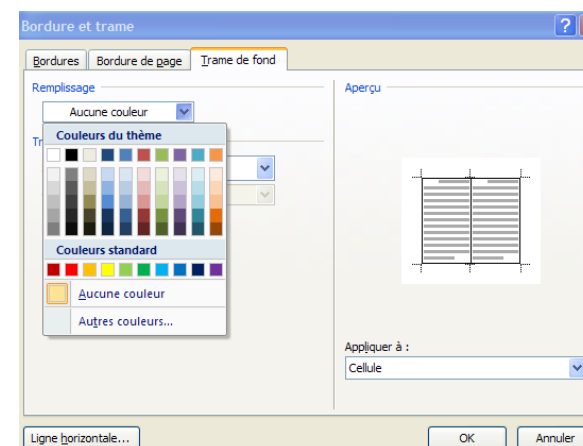 Bordure et trame
?
Bordures Bordure de page Trame de fond
Remplissage
Aucune couleur
Couleurs du thème
Tr
Couleurs standard
Aucune couleur
Autres couleurs...
Aperçu
Appliquer à :
Cellule
Ligne horizontale...
OK
Annuler